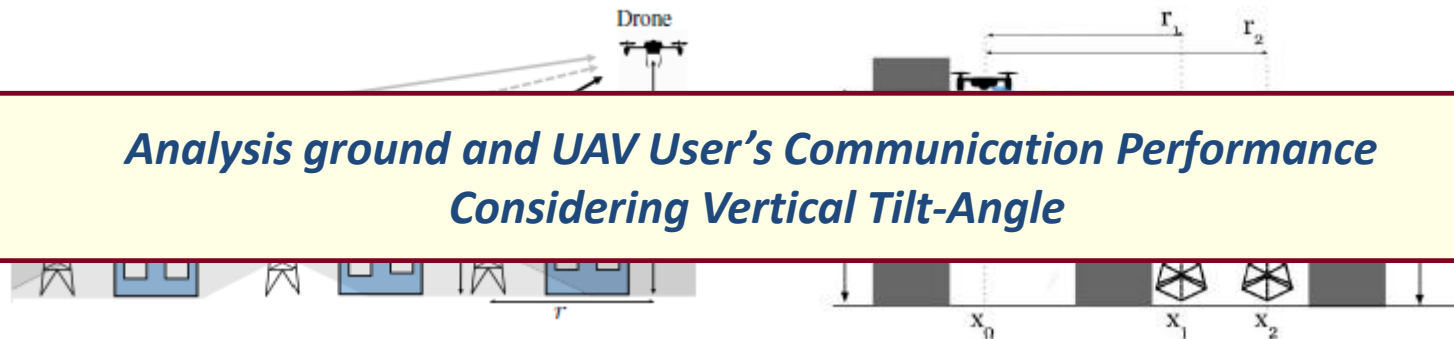 Drone
r₁
r₂
Analysis ground and UAV User’s Communication Performance
Considering Vertical Tilt-Angle
r
x₀
x₁
x₂